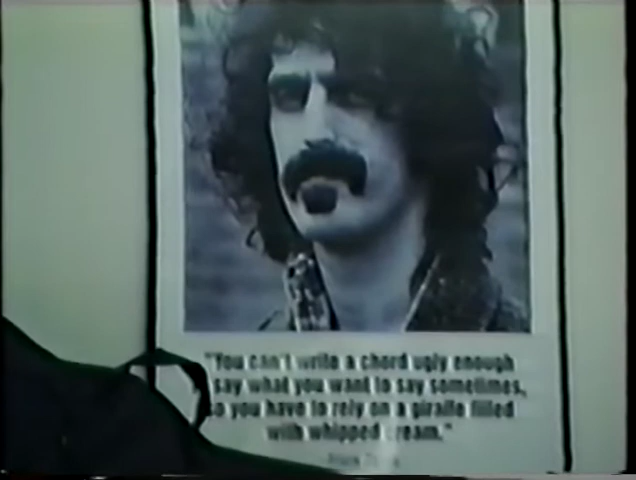 "You can't write a chord ugly enough
say what you want to say sometimes,
so you have to rely on a giraffe filled
with whipped cream."